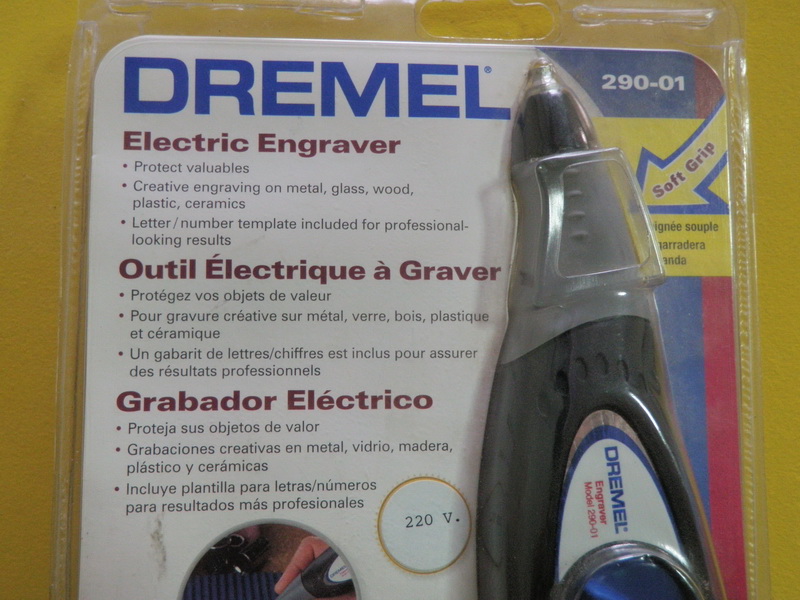 DREMEL®
290-01
Electric Engraver
• Protect valuables
• Creative engraving on metal, glass, wood,
plastic, ceramics
• Letter/number template included for professional-
looking results
Soft Grip
ignée souple
arradera
anda
Outil Électrique à Graver
• Protégez vos objets de valeur
• Pour gravure créative sur métal, verre, bois, plastique
et céramique
• Un gabarit de lettres/chiffres est inclus pour assurer
des résultats professionnels
Grabador Eléctrico
• Proteja sus objetos de valor
• Grabaciones creativas en metal, vidrio, madera,
plástico y cerámicas
• Incluye plantilla para letras/números
para resultados más profesionales
220 V.
DREMEL
Engraver
Model 290-01